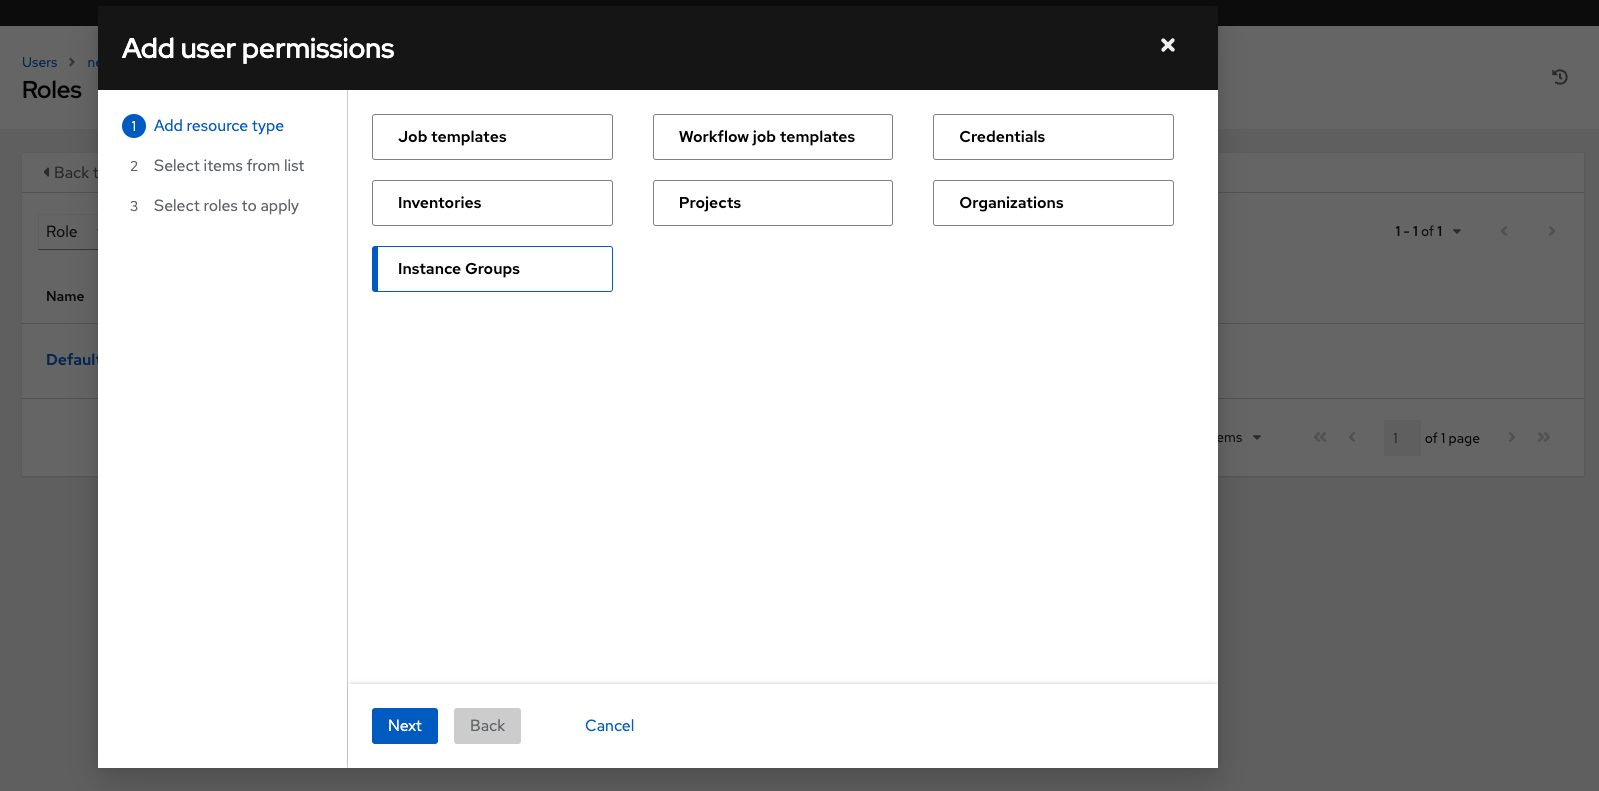 Add user permissions
Users
Roles
1 Add resource type
2 Select items from list
3 Select roles to apply
Job templates
Workflow job templates
Credentials
Inventories
Projects
Organizations
Instance Groups
Back
Role
1 - 1 of 1
Name
Default
1 of 1 page
Next
Back
Cancel